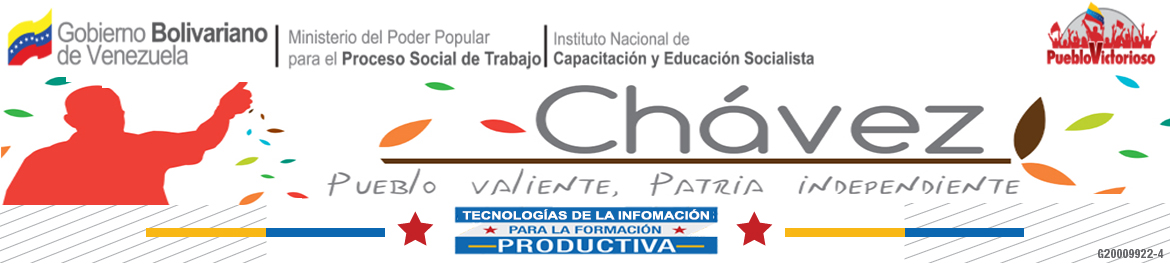 Gobierno Bolivariano
de Venezuela
Ministerio del Poder Popular
para el Proceso Social de Trabajo
Instituto Nacional de
Capacitación y Educación Socialista
PuebloVictorioso
Chávez
PUEBLO VALIENTE, PATRIA INDEPENDIENTE
TECNOLOGÍAS DE LA INFOMACIÓN
PARA LA FORMACIÓN
PRODUCTIVA
G20009922-4